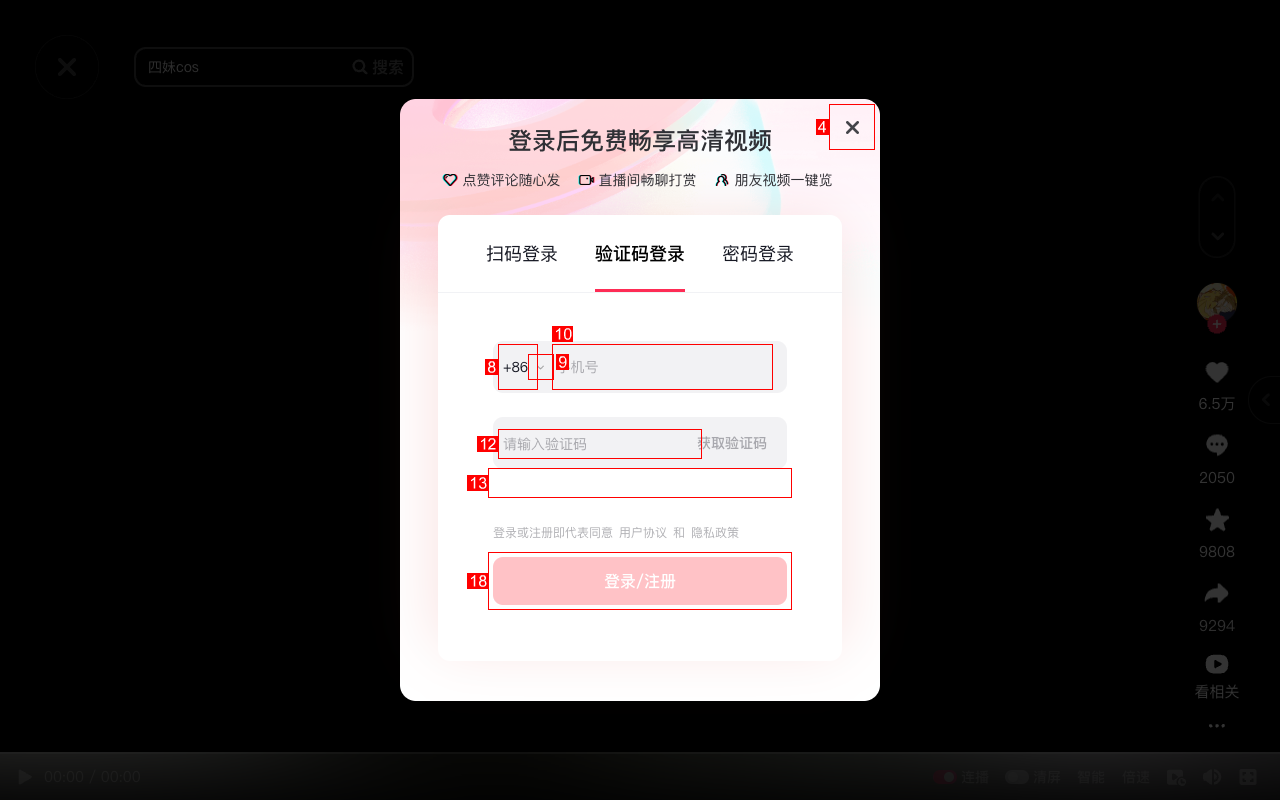 四妹cos
搜索
登录后免费畅享高清视频
点赞评论随心发 直播间畅聊打赏 朋友视频一键览
扫码登录 验证码登录 密码登录
4
10
8 +86 9 手机号
12 请输入验证码 获取验证码
13
登录或注册即代表同意 用户协议 和 隐私政策
18 登录/注册
6.5万
2050
9808
9294
看相关
00:00 / 00:00 连播 清屏 智能 倍速